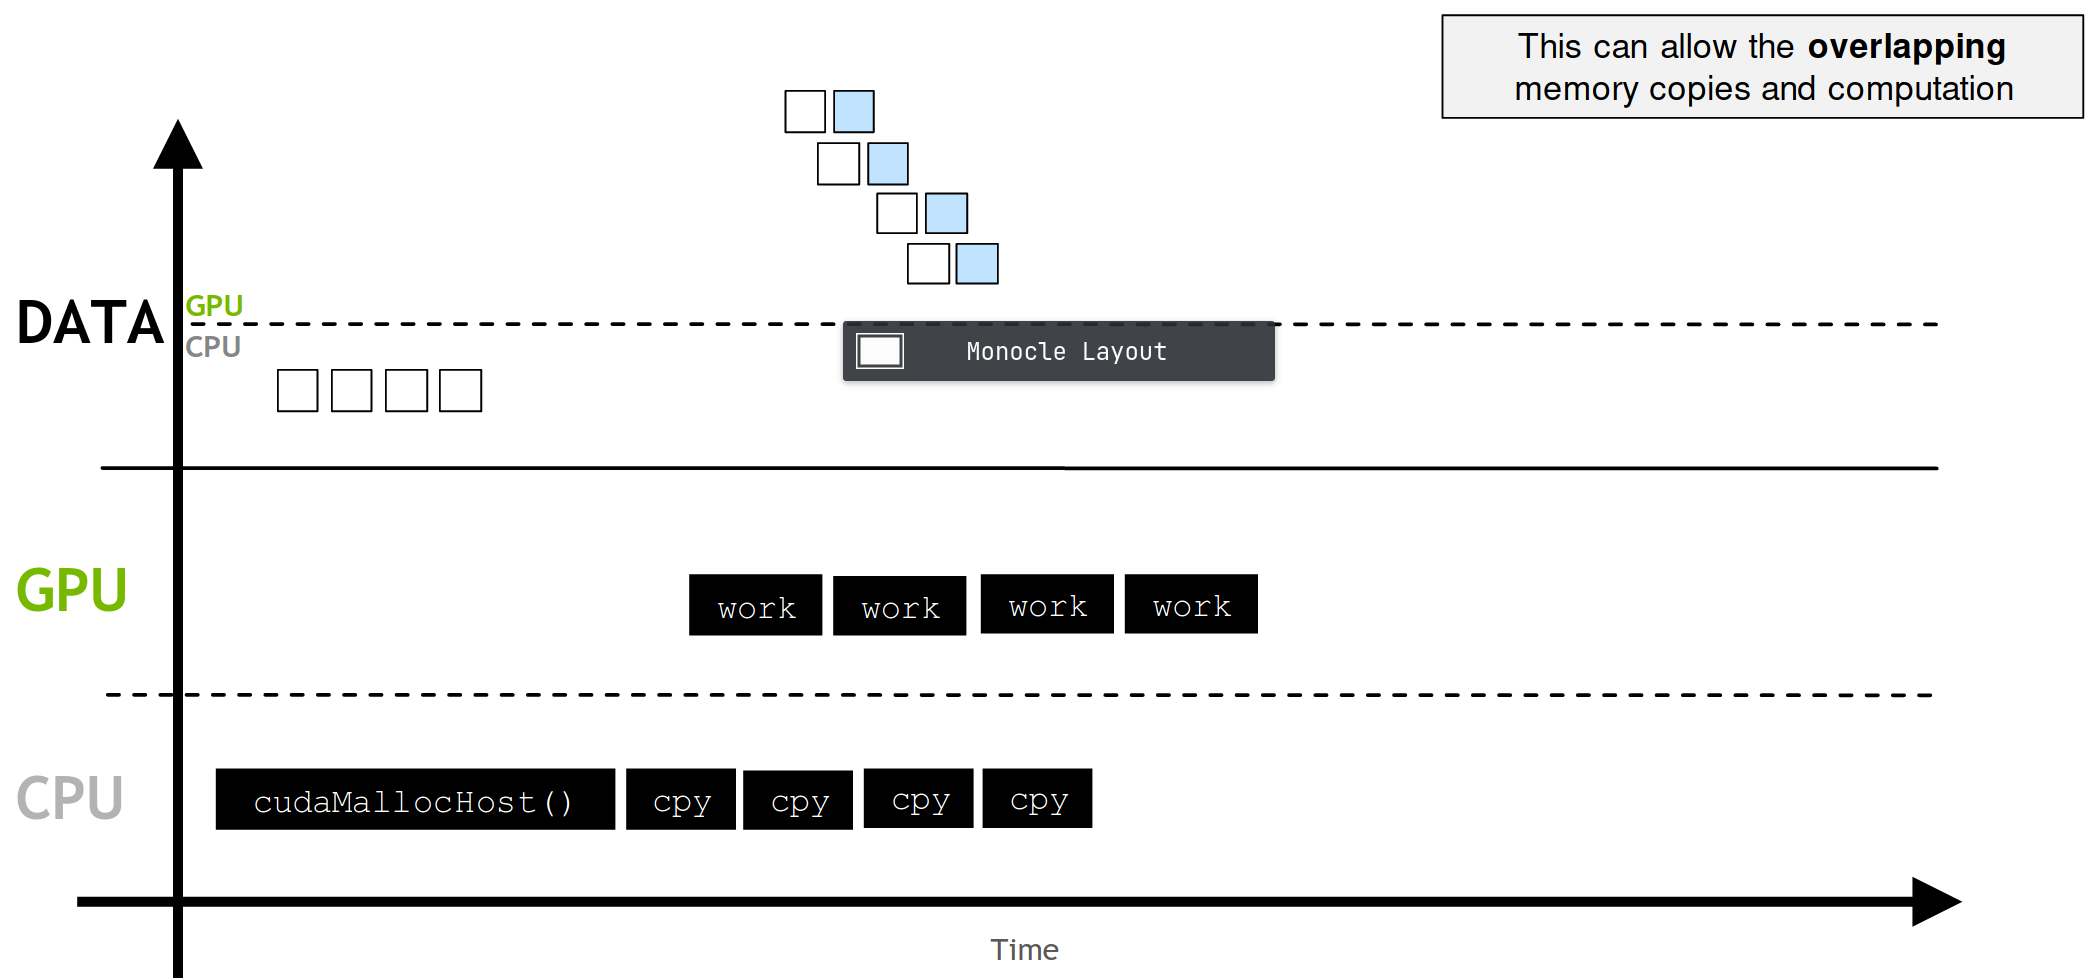 This can allow the overlapping
memory copies and computation
DATA
GPU
CPU
Monocle Layout
GPU
work work work work
CPU
cudaMallocHost() cpy cpy cpy cpy
Time